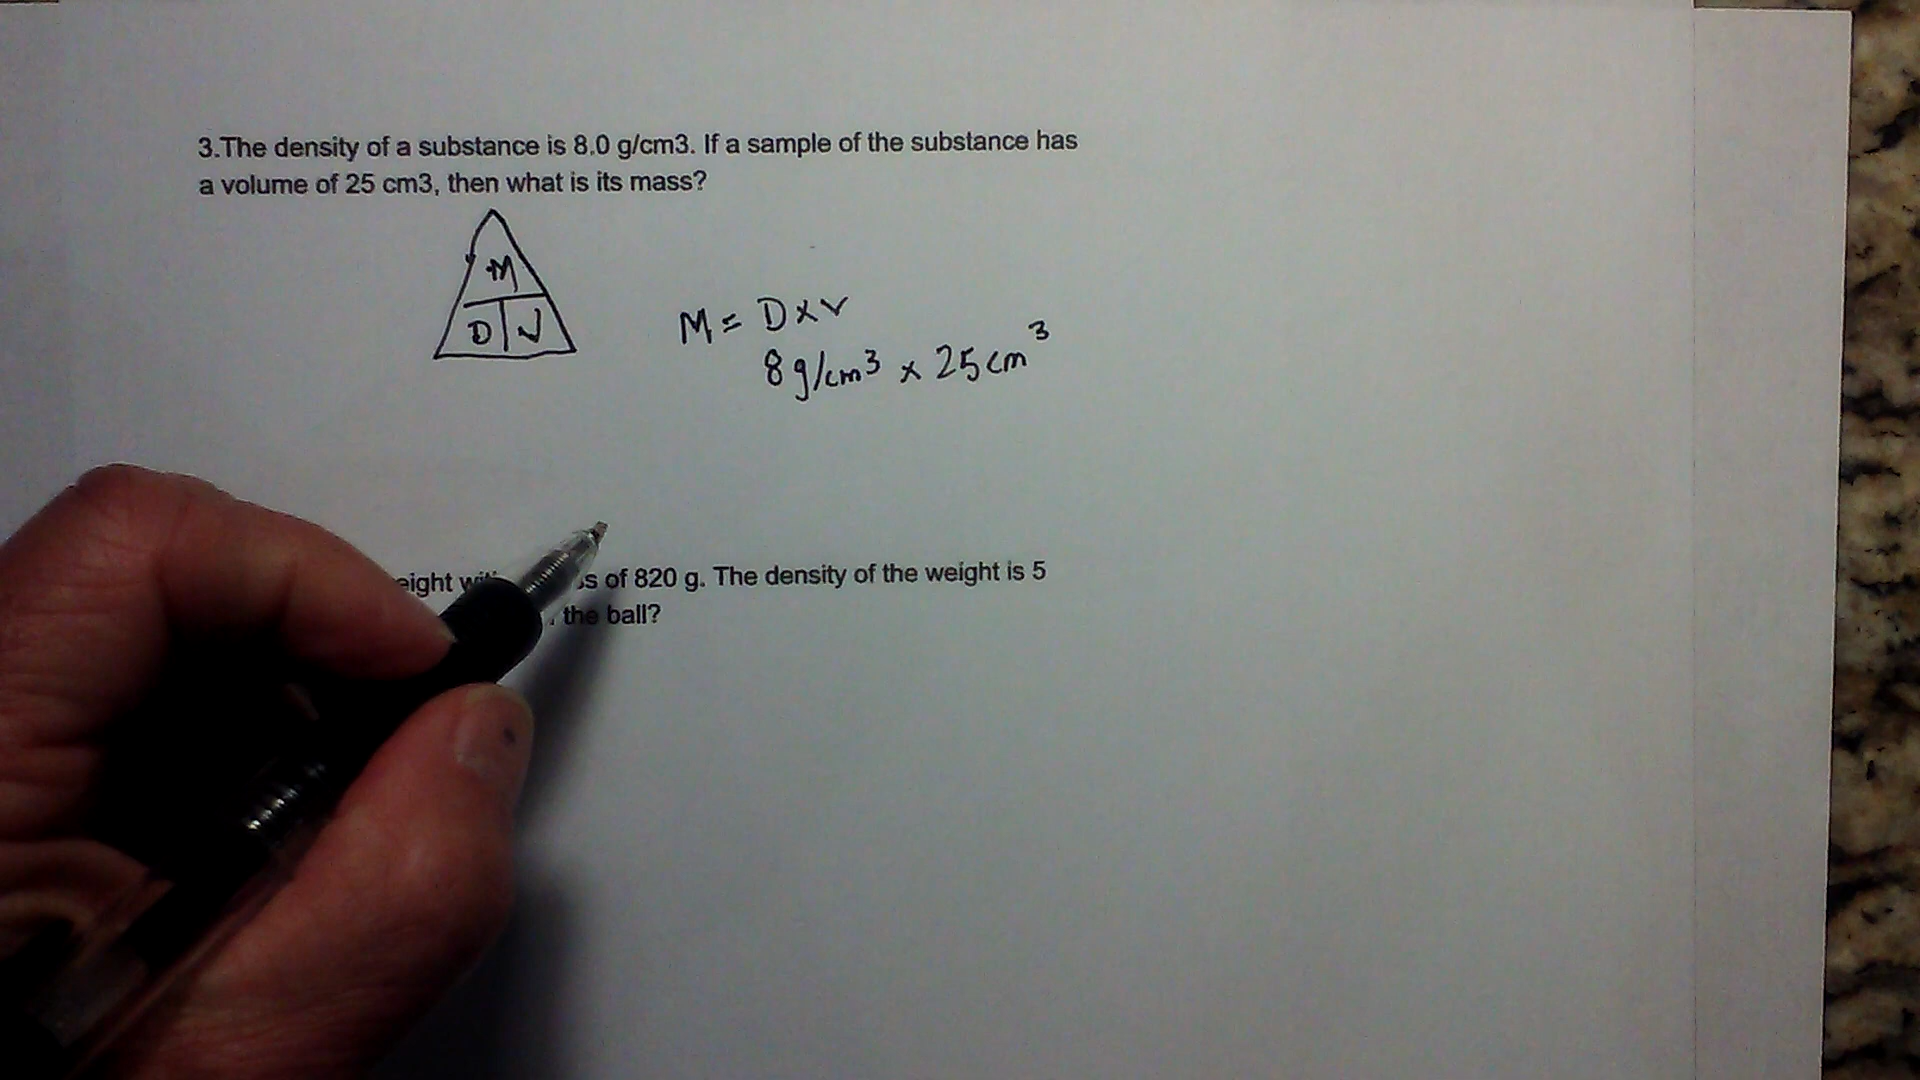 3.The density of a substance is 8.0 g/cm3. If a sample of the substance has
a volume of 25 cm3, then what is its mass?
M
D V
M = D x V
8 g/cm³ x 25 cm³
of 820 g. The density of the weight is 5
the ball?